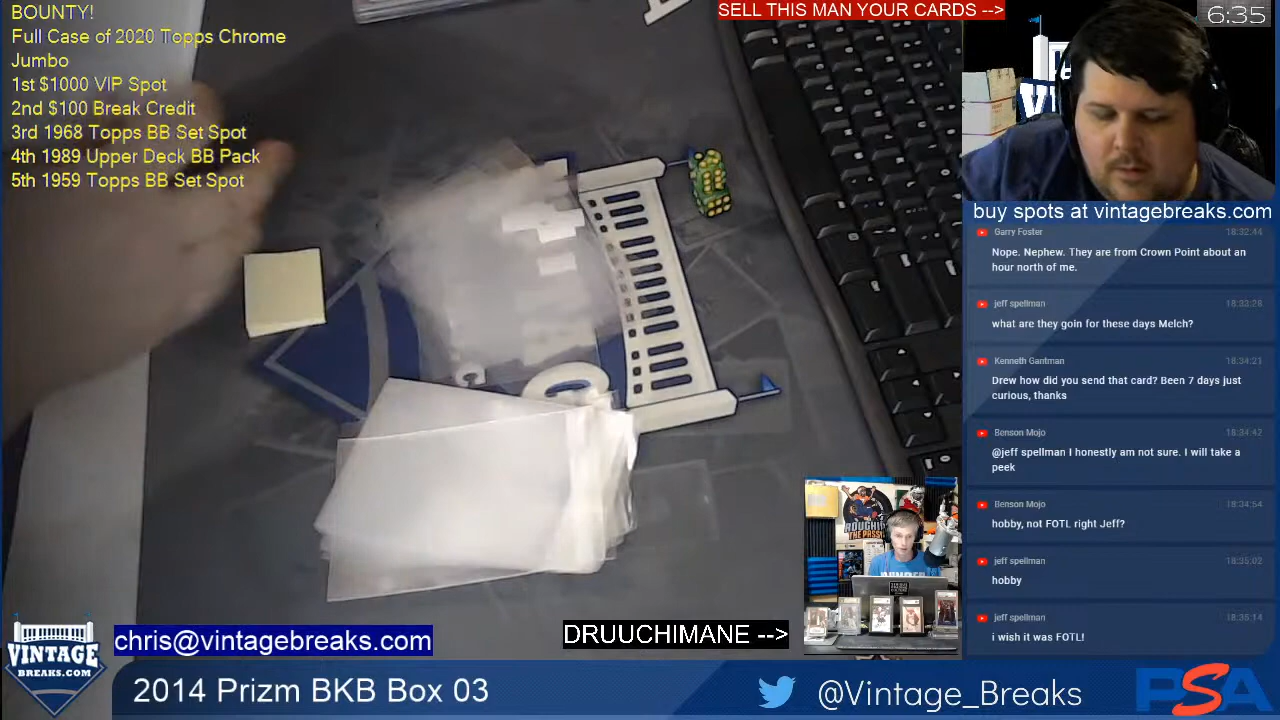 BOUNTY!
Full Case of 2020 Topps Chrome
Jumbo
1st $1000 VIP Spot
2nd $100 Break Credit
3rd 1968 Topps BB Set Spot
4th 1989 Upper Deck BB Pack
5th 1959 Topps BB Set Spot
SELL THIS MAN YOUR CARDS -->
6:35
buy spots at vintagebreaks.com
Garry Foster 18:32:44
Nope. Nephew. They are from Crown Point about an
hour north of me.
jeff spellman 18:33:26
what are they goin for these days Melch?
Kenneth Gantman 18:34:21
Drew how did you send that card? Been 7 days just
curious, thanks
Benson Mojo 18:34:42
@jeff spellman I honestly am not sure. I will take a
peek
Benson Mojo 18:34:54
hobby, not FOTL right Jeff?
jeff spellman 18:35:02
hobby
jeff spellman 18:35:14
i wish it was FOTL!
DRUUCHIMANE -->
chris@vintagebreaks.com
VINTAGE
BREAKS.COM
2014 Prizm BKB Box 03
@Vintage_Breaks
PSA